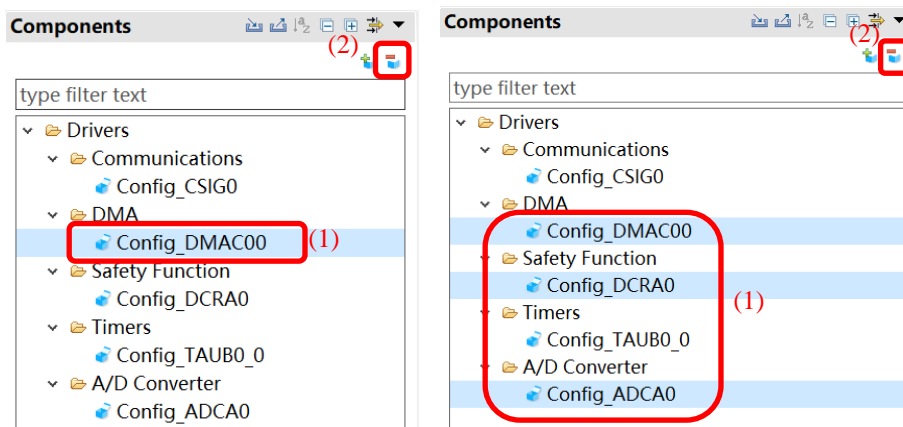 Components
(2)
type filter text
Drivers
Communications
Config_CSIG0
DMA
Config_DMAC00
(1)
Safety Function
Config_DCRA0
Timers
Config_TAUB0_0
A/D Converter
Config_ADCA0
Components
(2)
type filter text
Drivers
Communications
Config_CSIG0
DMA
Config_DMAC00
Safety Function
Config_DCRA0
(1)
Timers
Config_TAUB0_0
A/D Converter
Config_ADCA0